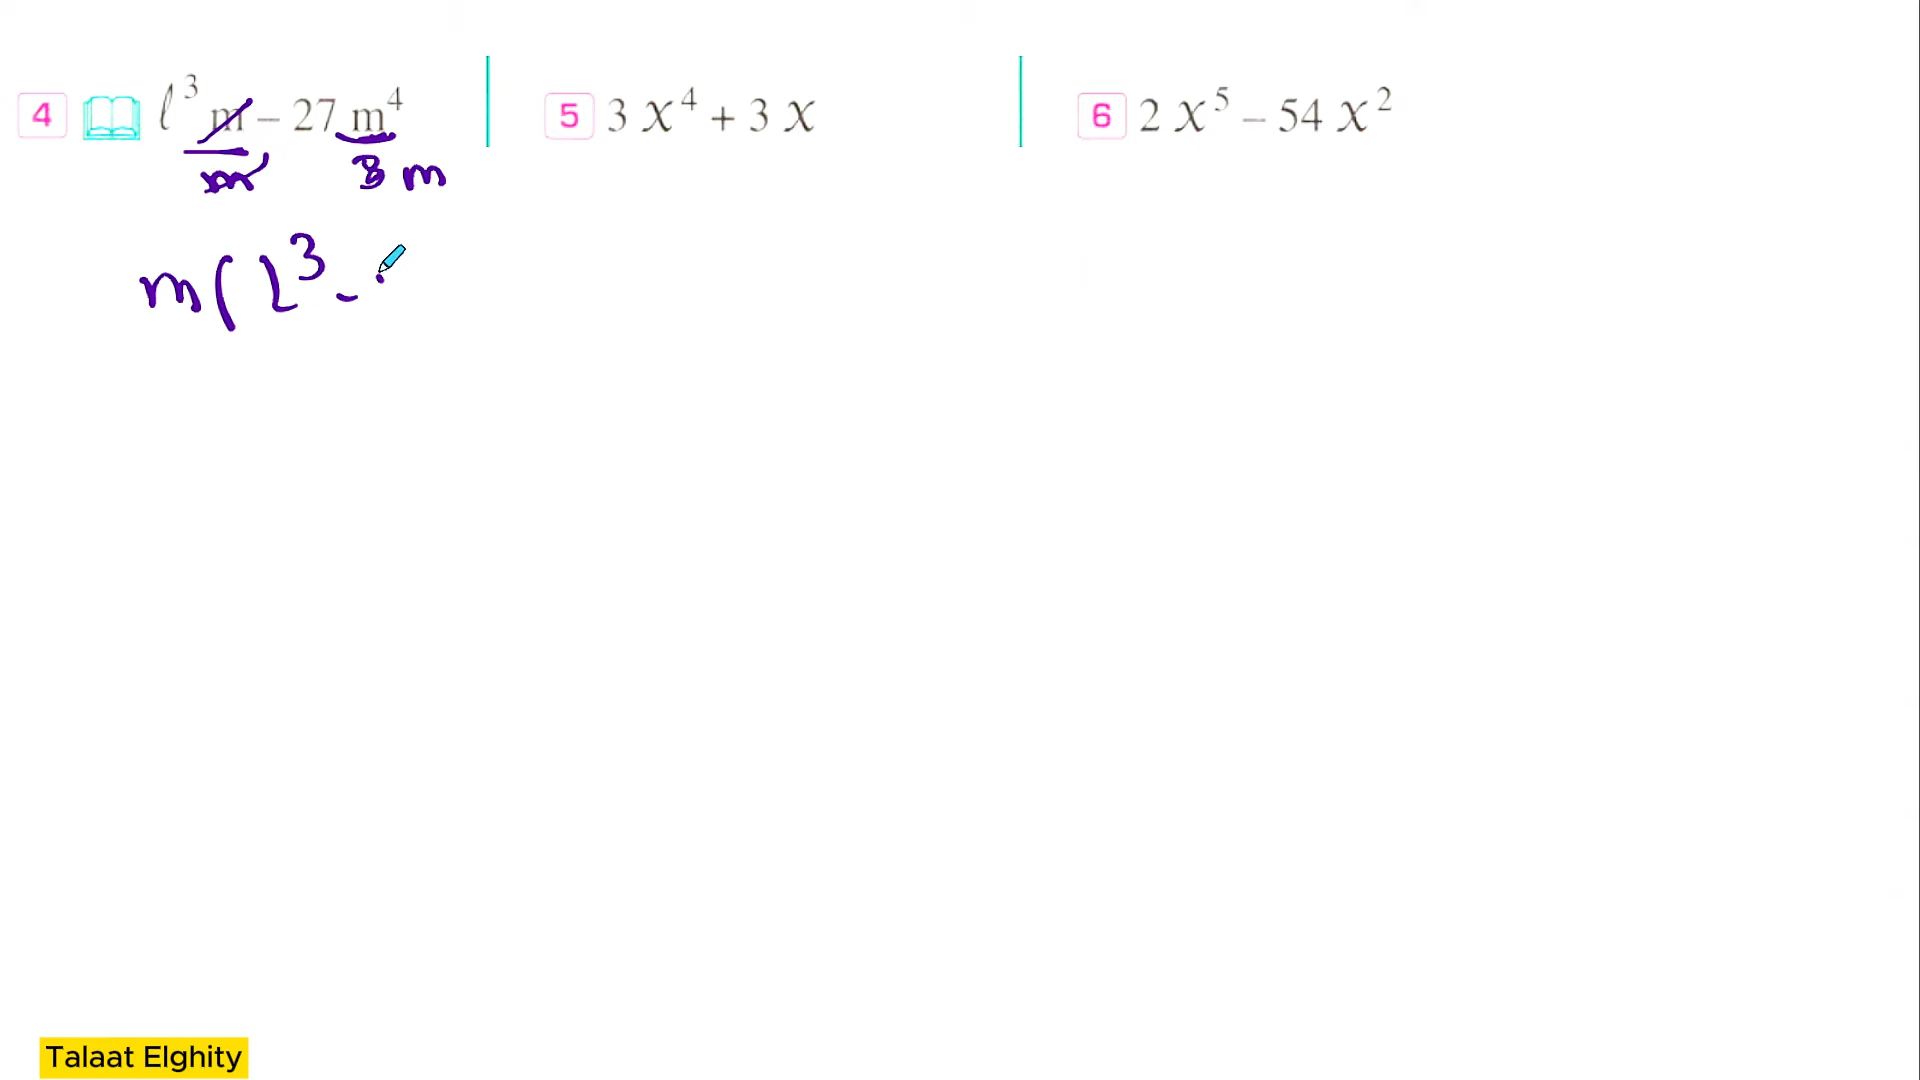 4 l³ m – 27 m⁴
5 3 x⁴ + 3 x
6 2 x⁵ – 54 x²
m 3 m
m ( l³ -
Talaat Elghity